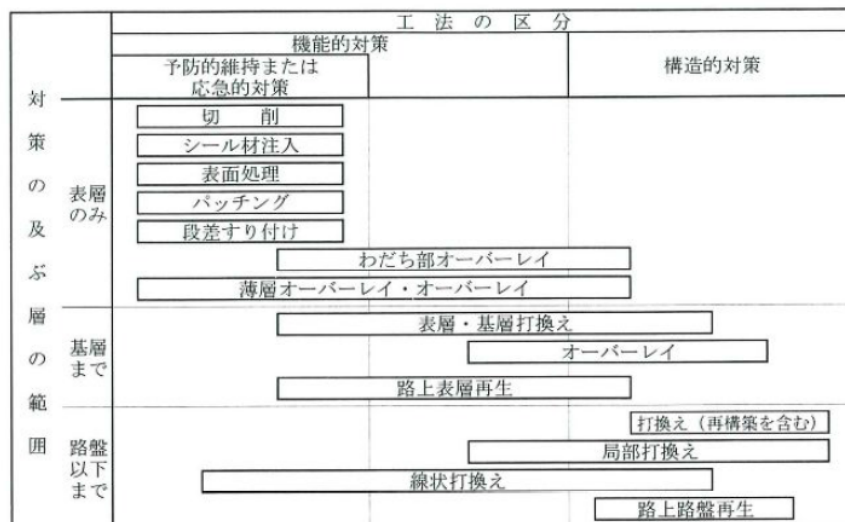 工法の区分
機能的対策
構造的対策
予防的維持または
応急的対策
対策の及ぶ層の範囲
表層
のみ
切削
シール材注入
表面処理
パッチング
段差すり付け
わだち部オーバーレイ
薄層オーバーレイ・オーバーレイ
基層
まで
表層・基層打換え
オーバーレイ
路上表層再生
路盤
以下
まで
打換え（再構築を含む）
局部打換え
線状打換え
路上路盤再生